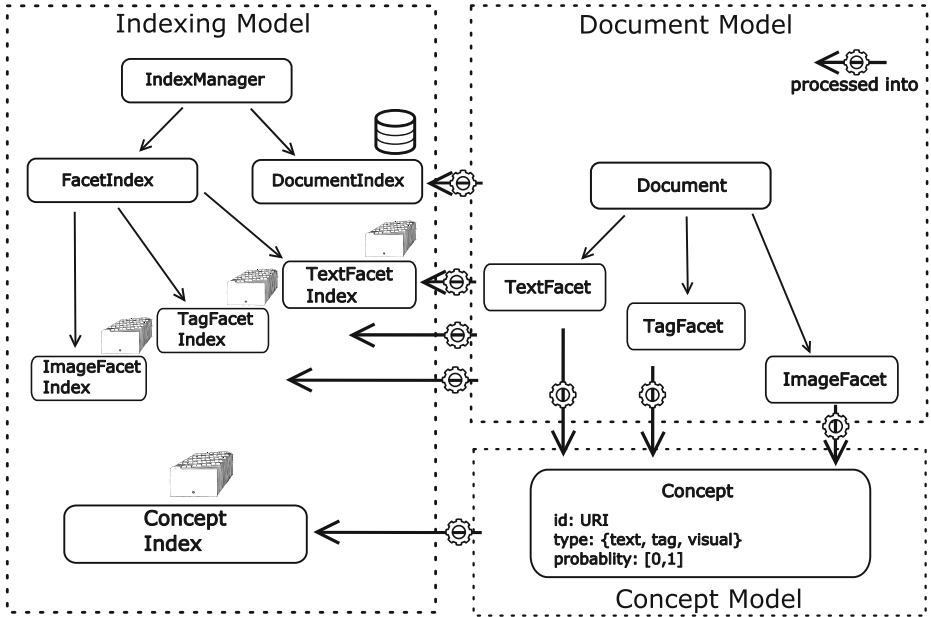 Indexing Model
Document Model
processed into
IndexManager
FacetIndex
DocumentIndex
Document
TextFacet
Index
TagFacet
Index
ImageFacet
Index
TextFacet
TagFacet
ImageFacet
Concept
Index
Concept
id: URI
type: {text, tag, visual}
probablity: [0,1]
Concept Model